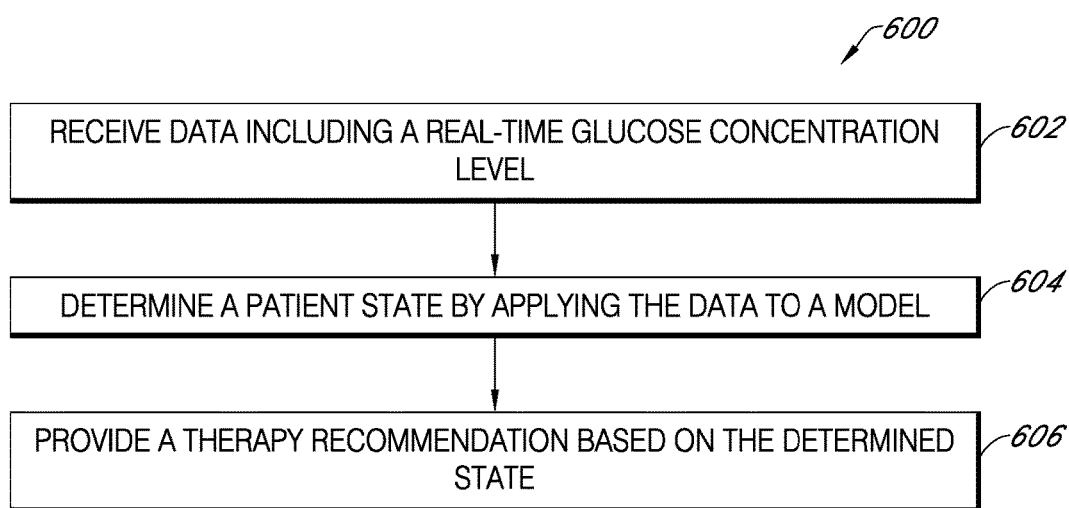 600
RECEIVE DATA INCLUDING A REAL-TIME GLUCOSE CONCENTRATION
LEVEL
602
DETERMINE A PATIENT STATE BY APPLYING THE DATA TO A MODEL
604
PROVIDE A THERAPY RECOMMENDATION BASED ON THE DETERMINED
STATE
606